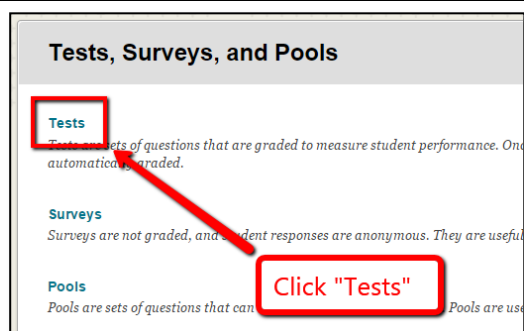 Tests, Surveys, and Pools
Tests
Tests are sets of questions that are graded to measure student performance. Onc
automatically graded.
Surveys
Surveys are not graded, and student responses are anonymous. They are useful
Click "Tests"
Pools
Pools are sets of questions that can Pools are use